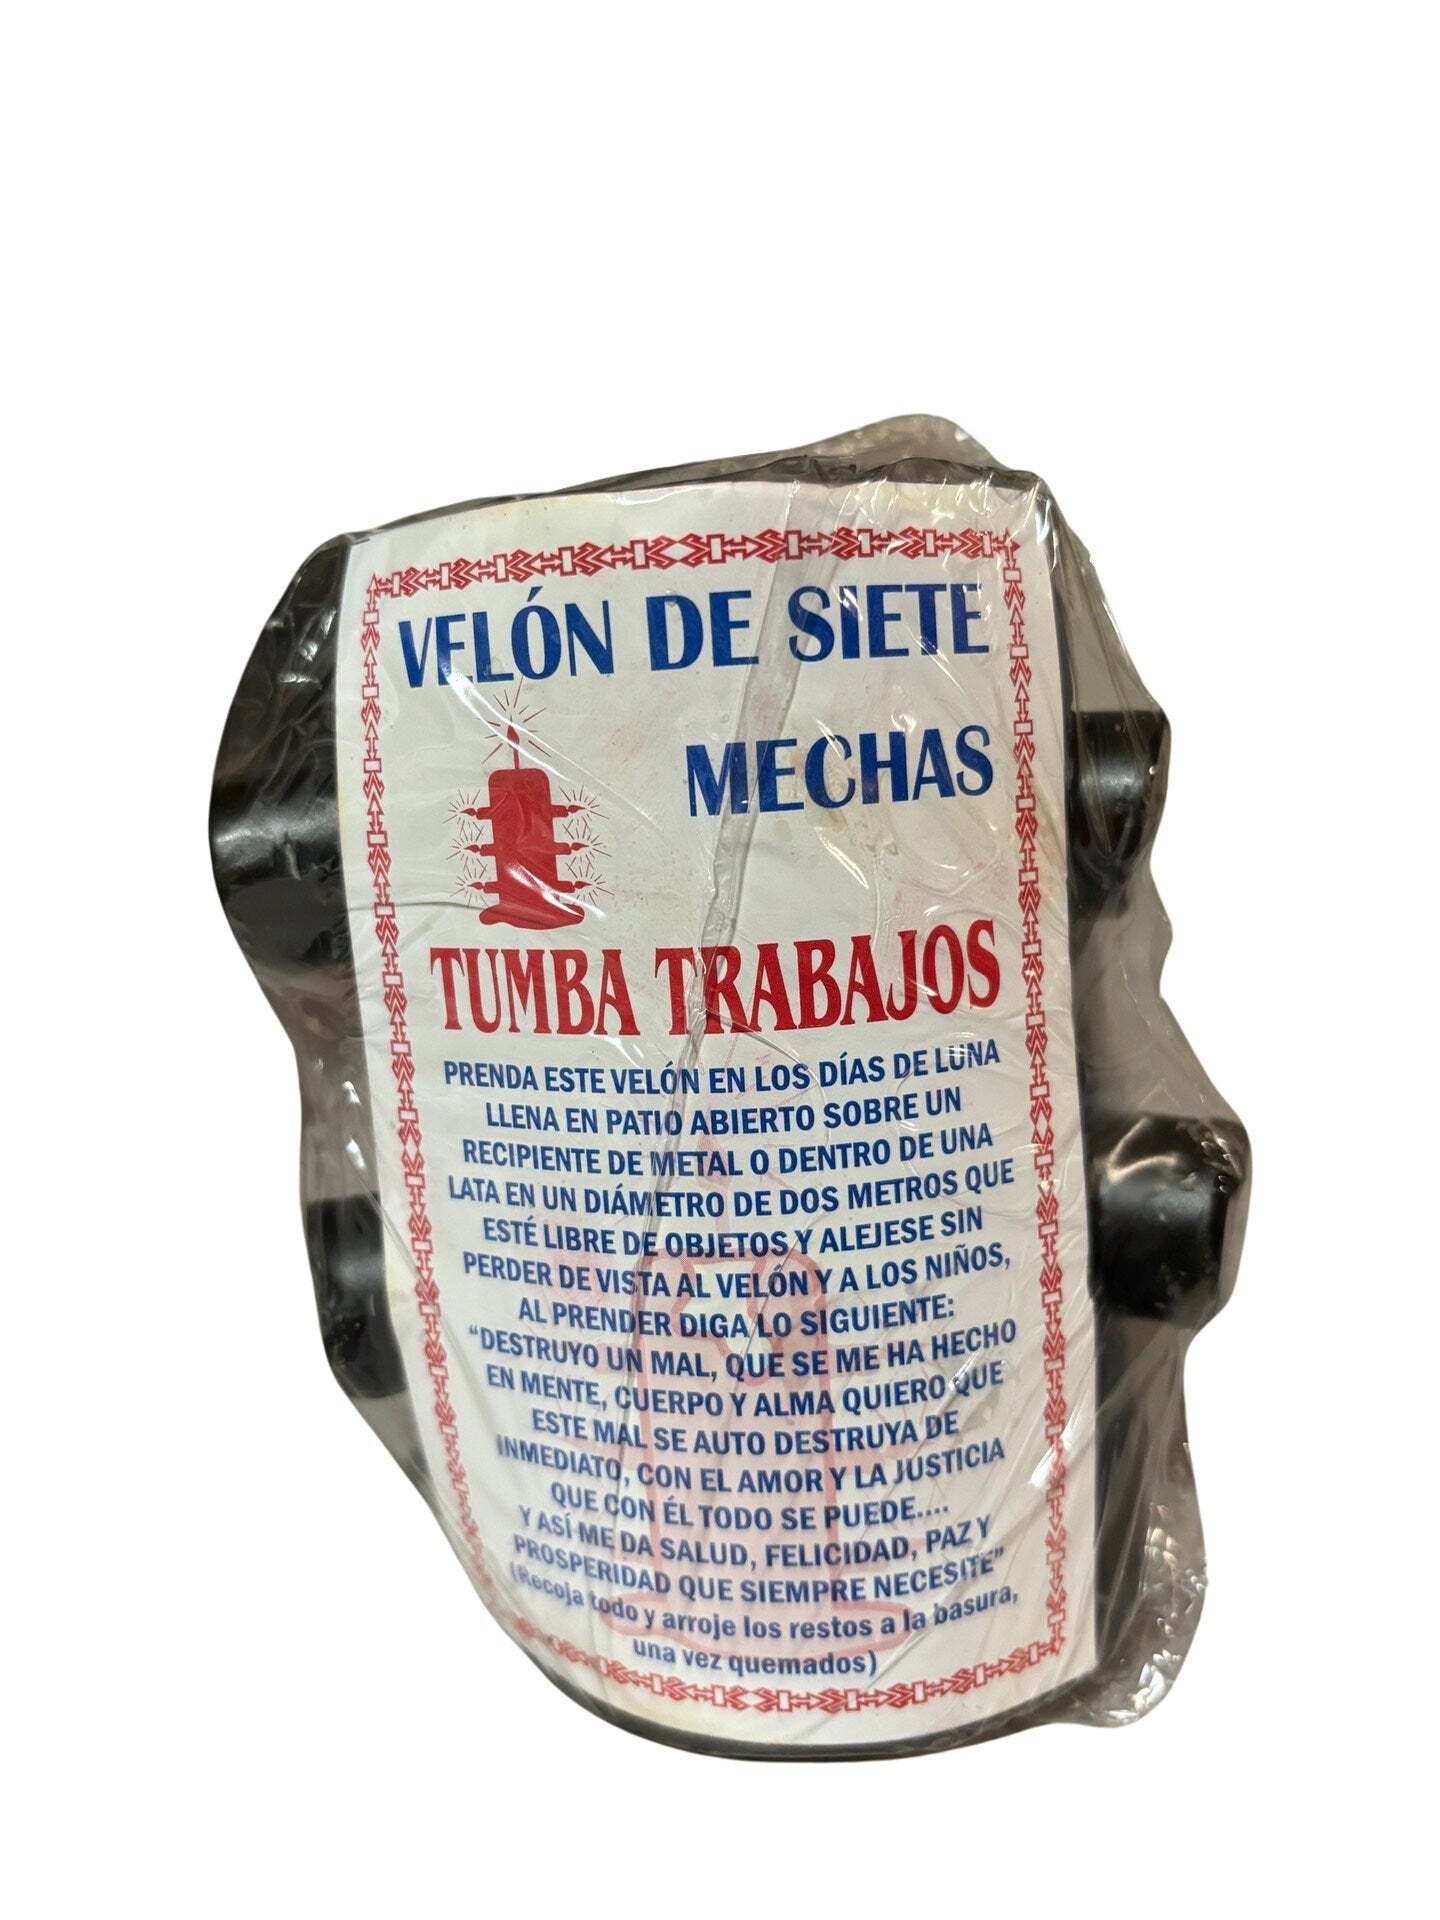 VELÓN DE SIETE
MECHAS
TUMBA TRABAJOS
PRENDA ESTE VELÓN EN LOS DÍAS DE LUNA
LLENA EN PATIO ABIERTO SOBRE UN
RECIPIENTE DE METAL O DENTRO DE UNA
LATA EN UN DIÁMETRO DE DOS METROS QUE
ESTÉ LIBRE DE OBJETOS Y ALEJESE SIN
PERDER DE VISTA AL VELÓN Y A LOS NIÑOS,
AL PRENDER DIGA LO SIGUIENTE:
“DESTRUYO UN MAL, QUE SE ME HA HECHO
EN MENTE, CUERPO Y ALMA QUIERO QUE
ESTE MAL SE AUTO DESTRUYA DE
INMEDIATO, CON EL AMOR Y LA JUSTICIA
QUE CON ÉL TODO SE PUEDE....
Y ASÍ ME DA SALUD, FELICIDAD, PAZ Y
PROSPERIDAD QUE SIEMPRE NECESITE”
(Recoja todo y arroje los restos a la basura,
una vez quemados)